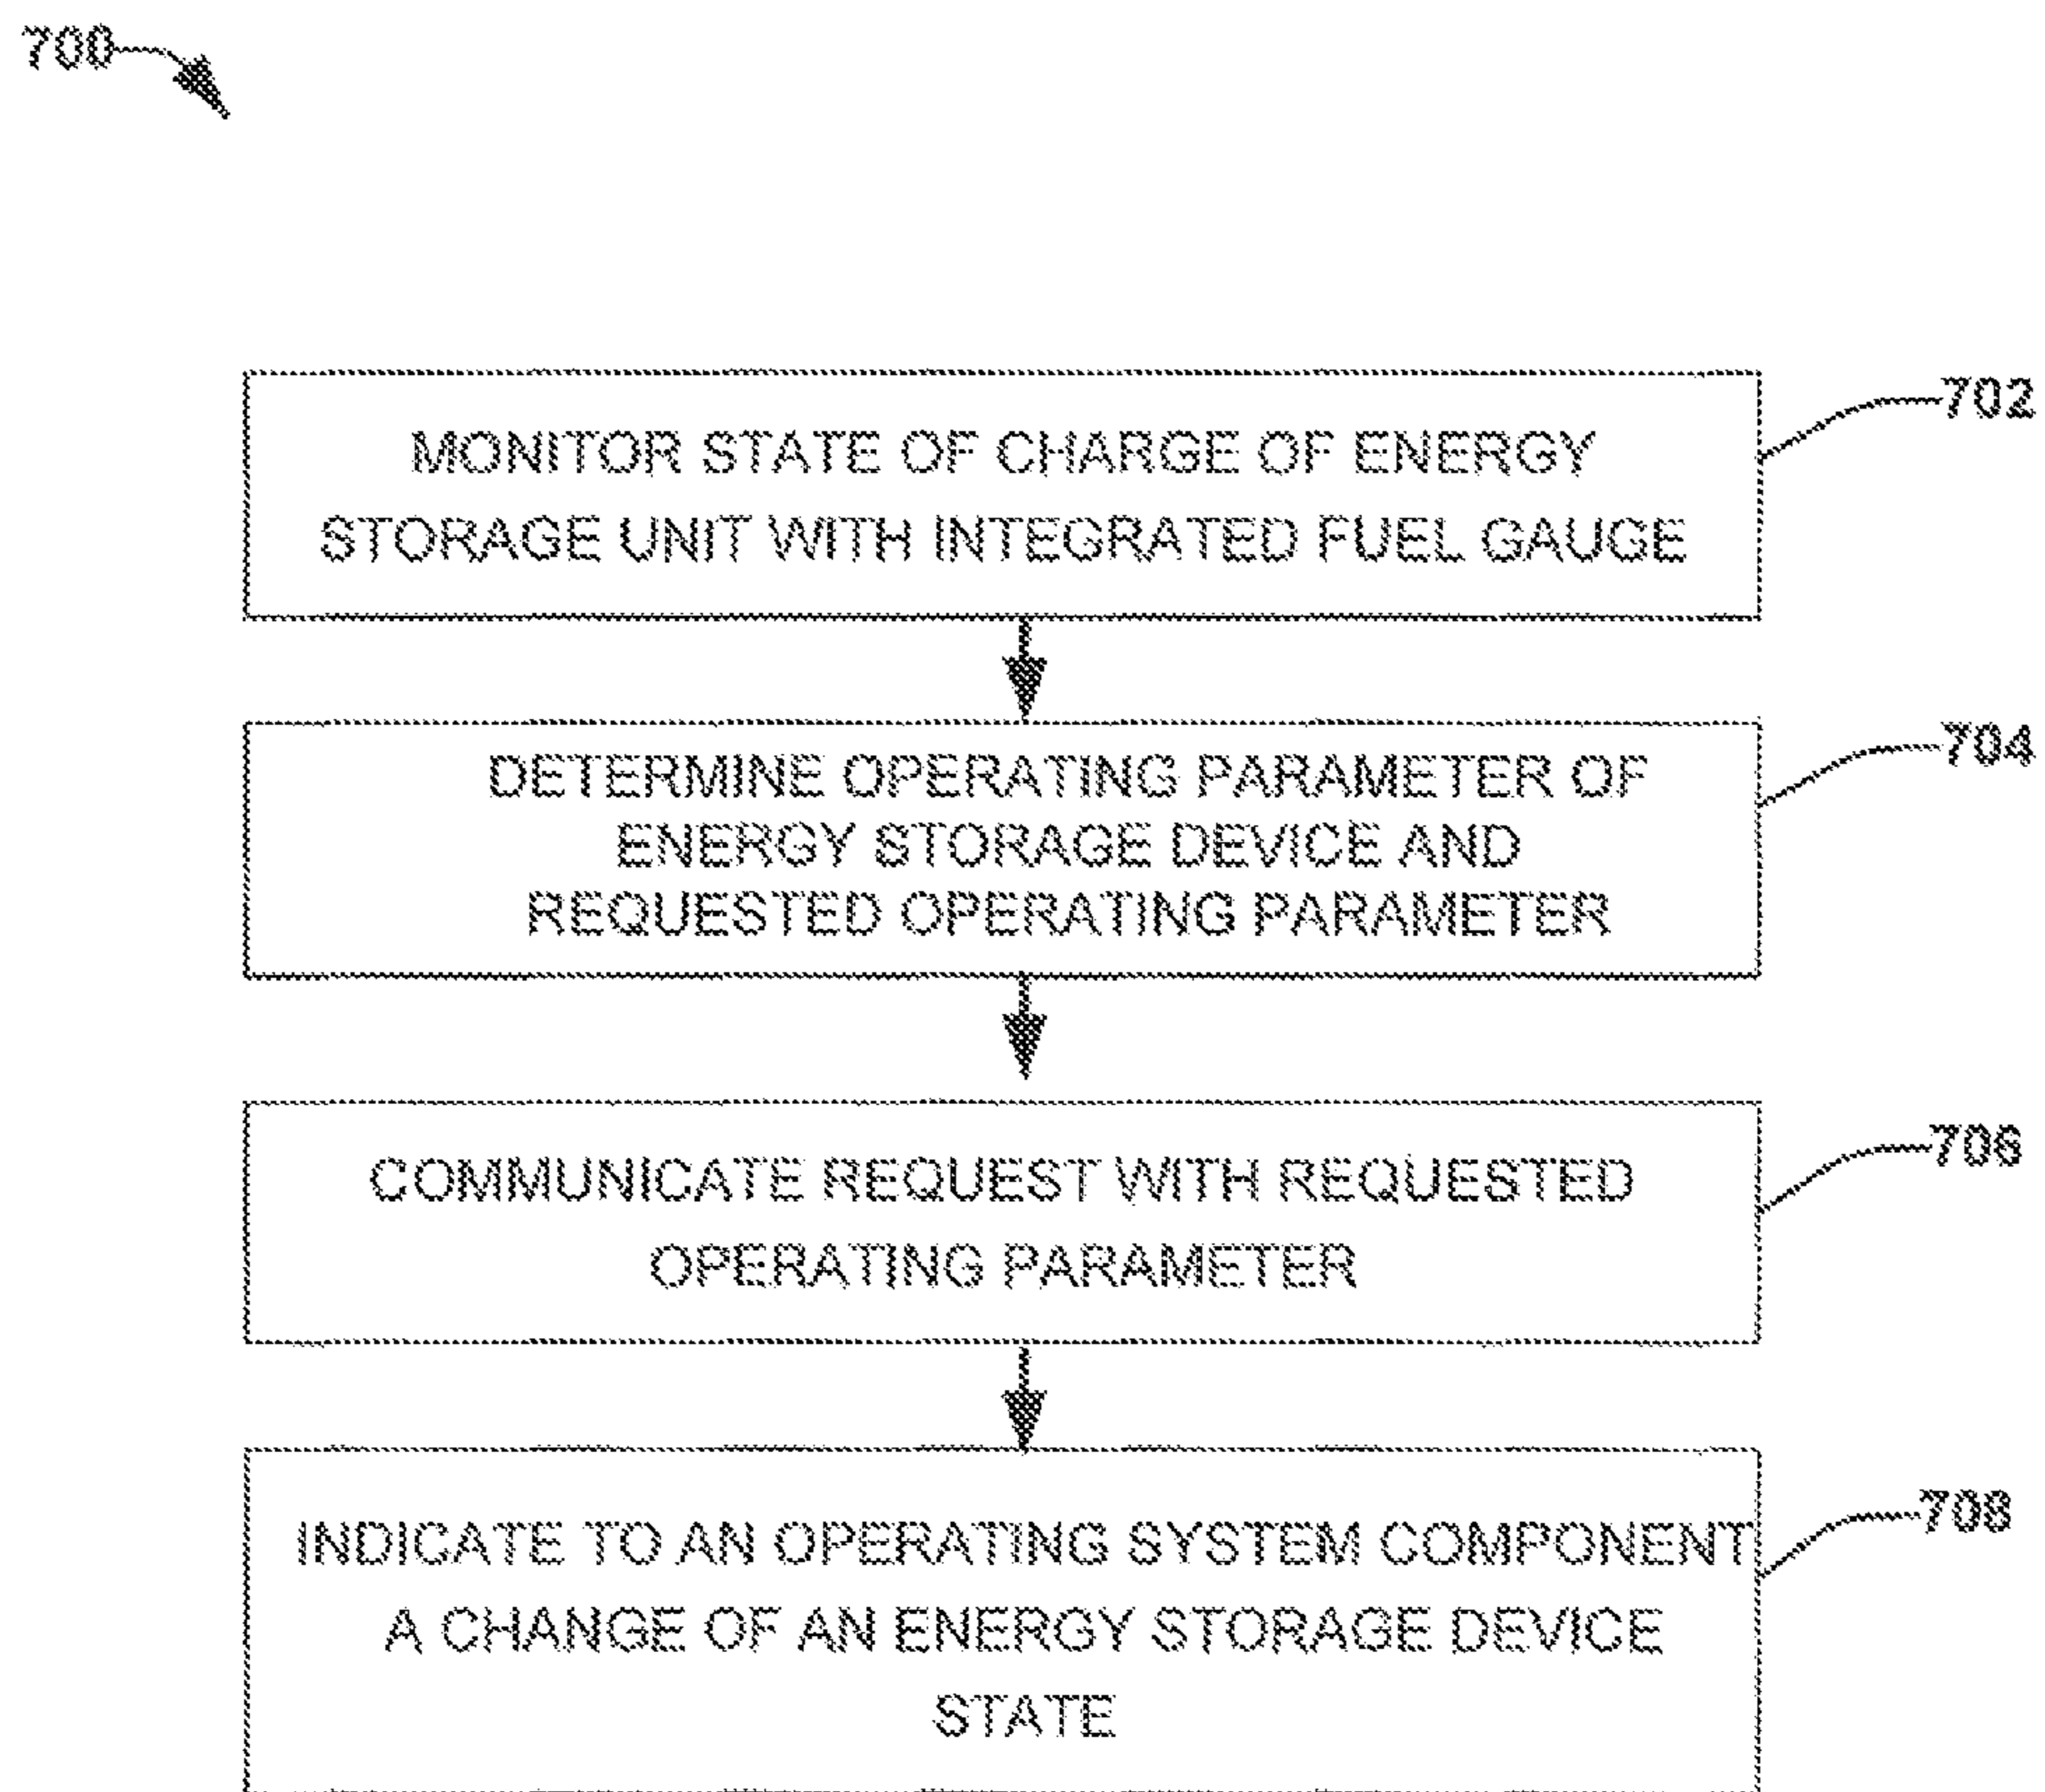 700
702
MONITOR STATE OF CHARGE OF ENERGY
STORAGE UNIT WITH INTEGRATED FUEL GAUGE
704
DETERMINE OPERATING PARAMETER OF
ENERGY STORAGE DEVICE AND
REQUESTED OPERATING PARAMETER
706
COMMUNICATE REQUEST WITH REQUESTED
OPERATING PARAMETER
708
INDICATE TO AN OPERATING SYSTEM COMPONENT
A CHANGE OF AN ENERGY STORAGE DEVICE
STATE